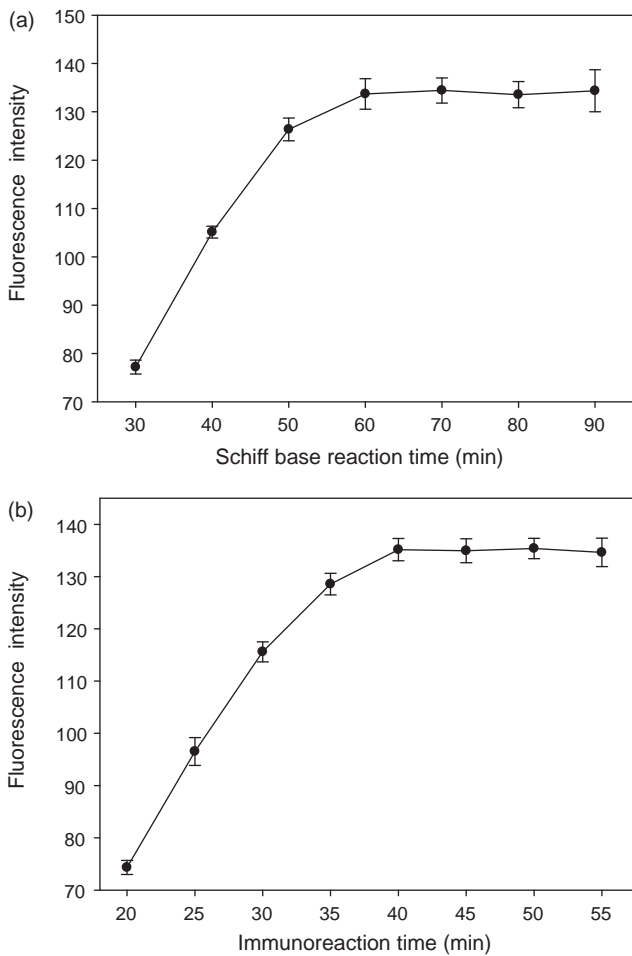 (a)
150
140
130
120
110
100
90
80
70
Fluorescence intensity
30 40 50 60 70 80 90
Schiff base reaction time (min)
(b)
140
130
120
110
100
90
80
70
Fluorescence intensity
20 25 30 35 40 45 50 55
Immunoreaction time (min)